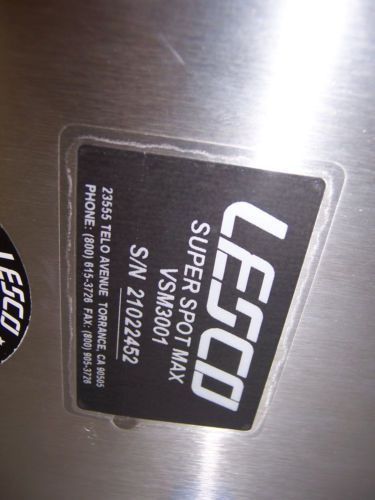 LESCO
SUPER SPOT MAX
VSM3001
S/N 21022452
23555 TELO AVENUE TORRANCE, CA 90505
PHONE: (800) 615-3726 FAX: (800) 905-3726
LESCO